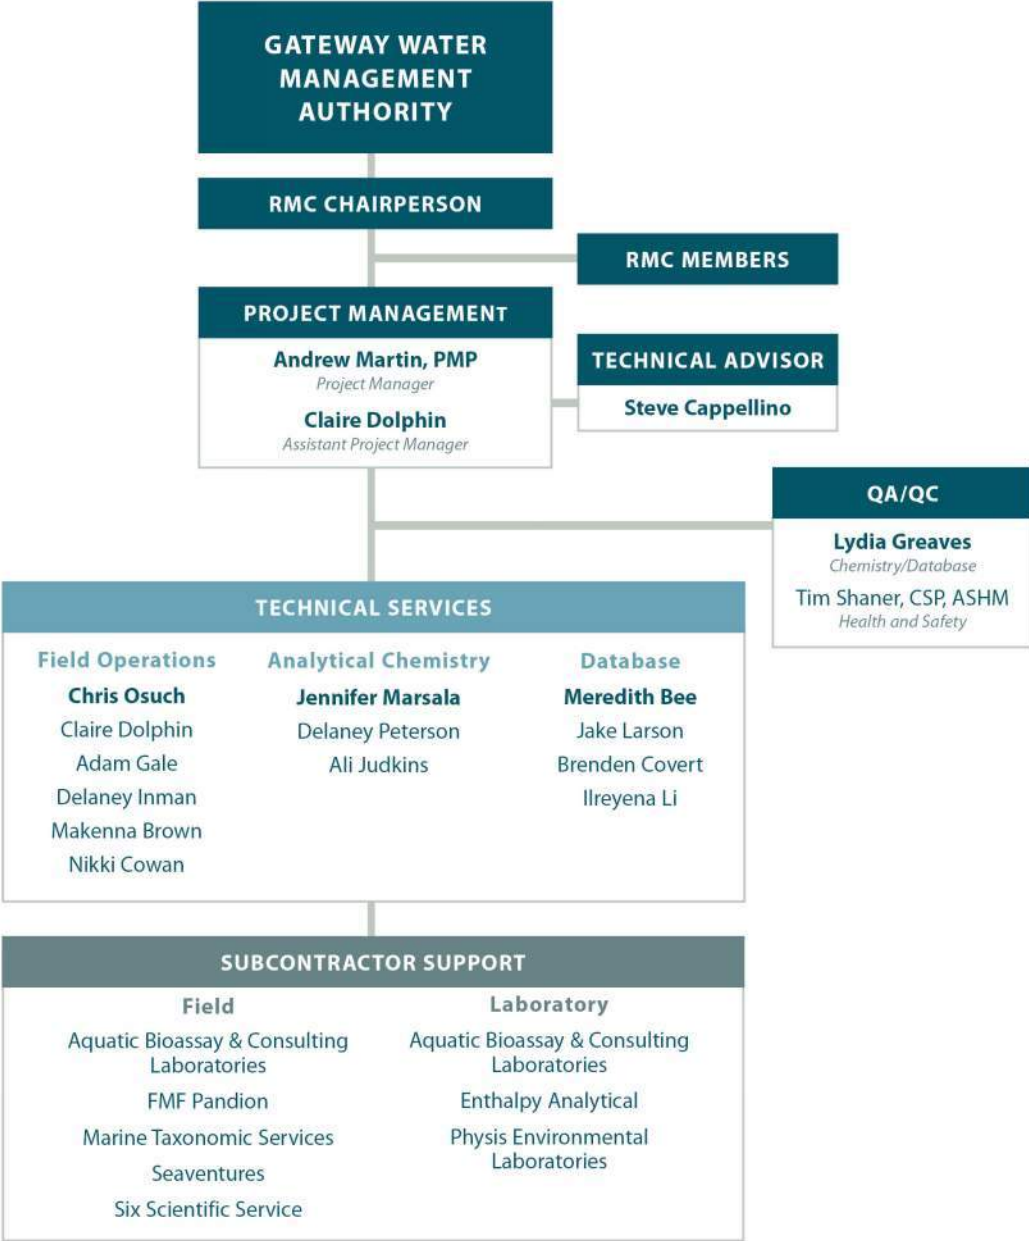 GATEWAY WATER
MANAGEMENT
AUTHORITY
RMC CHAIRPERSON
RMC MEMBERS
PROJECT MANAGEMENT
Andrew Martin, PMP
Project Manager
Claire Dolphin
Assistant Project Manager
TECHNICAL ADVISOR
Steve Cappellino
QA/QC
Lydia Greaves
Chemistry/Database
Tim Shaner, CSP, ASHM
Health and Safety
TECHNICAL SERVICES
Field Operations
Chris Osuch
Claire Dolphin
Adam Gale
Delaney Inman
Makenna Brown
Nikki Cowan
Analytical Chemistry
Jennifer Marsala
Delaney Peterson
Ali Judkins
Database
Meredith Bee
Jake Larson
Brenden Covert
Ilreyena Li
SUBCONTRACTOR SUPPORT
Field
Aquatic Bioassay & Consulting
Laboratories
FMF Pandion
Marine Taxonomic Services
Seaventures
Six Scientific Service
Laboratory
Aquatic Bioassay & Consulting
Laboratories
Enthalpy Analytical
Physis Environmental
Laboratories